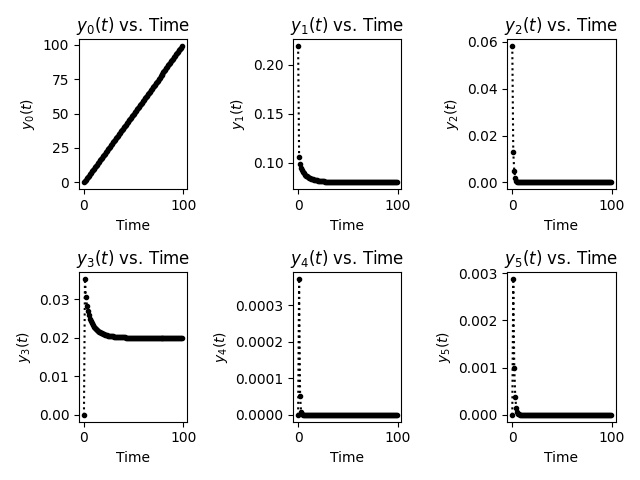 y₀(t) vs. Time
y₁(t) vs. Time
y₂(t) vs. Time
100
75
50
25
0
y₀(t)
0 100
Time
0.20
0.15
0.10
y₁(t)
0 100
Time
0.06
0.04
0.02
0.00
y₂(t)
0 100
Time
y₃(t) vs. Time
y₄(t) vs. Time
y₅(t) vs. Time
0.03
0.02
0.01
0.00
y₃(t)
0 100
Time
0.0003
0.0002
0.0001
0.0000
y₄(t)
0 100
Time
0.003
0.002
0.001
0.000
y₅(t)
0 100
Time